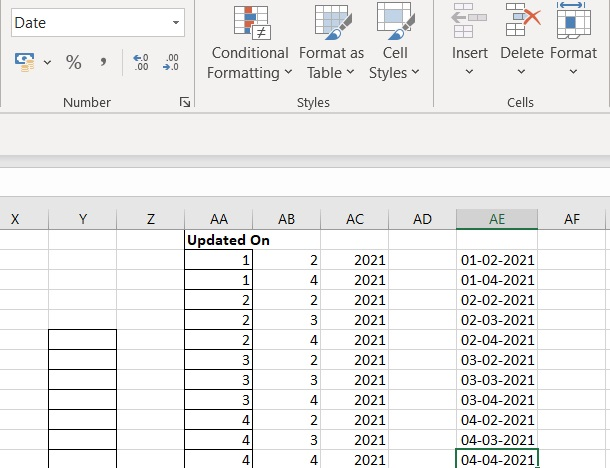 Date
Conditional Formatting Format as Table Cell Styles
Insert Delete Format
% , .0 .00
.00 .0
Number Styles Cells
X Y Z AA AB AC AD AE AF
Updated On
1 2 2021 01-02-2021
1 4 2021 01-04-2021
2 2 2021 02-02-2021
2 3 2021 02-03-2021
2 4 2021 02-04-2021
3 2 2021 03-02-2021
3 3 2021 03-03-2021
3 4 2021 03-04-2021
4 2 2021 04-02-2021
4 3 2021 04-03-2021
4 4 2021 04-04-2021